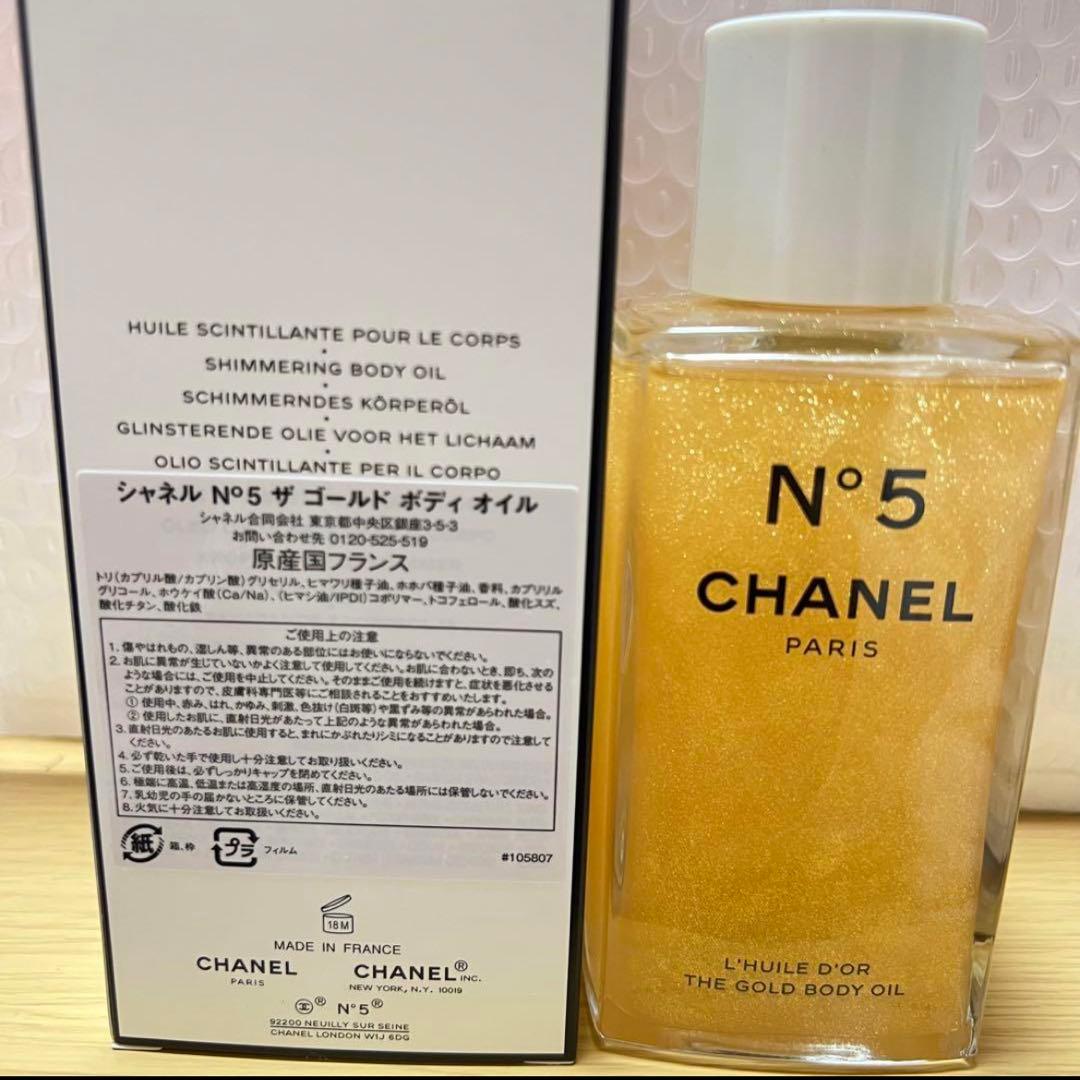 HUILE SCINTILLANTE POUR LE CORPS
SHIMMERING BODY OIL
SCHIMMERNDES KÖRPERÖL
GLINSTERENDE OLIE VOOR HET LICHAAM
OLIO SCINTILLANTE PER IL CORPO
シャネル Nº5 ザ ゴールド ボディ オイル
シャネル合同会社 東京都中央区銀座3-5-3
お問い合わせ先 0120-525-519
原産国フランス
トリ(カプリル酸/カプリン酸)グリセリル、ヒマワリ種子油、ホホバ種子油、香料、カプリリル
グリコール、ホウケイ酸(Ca/Na)、(ヒマシ油/IPDI)コポリマー、トコフェロール、酸化スズ、
酸化チタン、酸化鉄
ご使用上の注意
1. 傷やはれもの、湿しん等、異常のある部位にはお使いにならないでください。
2. お肌に異常が生じていないかよく注意して使用してください。お肌に合わないとき、即ち、次の
ような場合には、ご使用を中止してください。そのままご使用を続けますと、症状を悪化させる
ことがありますので、皮膚科専門医等にご相談されることをおすすめいたします。
① 使用中、赤み、はれ、かゆみ、刺激、色抜け(白斑等)や黒ずみ等の異常があらわれた場合。
② 使用したお肌に、直射日光があたって上記のような異常があらわれた場合。
3. 直射日光のあたるお肌に使用すると、まれにかぶれたりシミになることがありますので注意して
ください。
4. 必ず乾いた手で使用し十分注意してお取り扱いください。
5. ご使用後は、必ずしっかりキャップを閉めてください。
6. 極端に高温、低温または高湿度の場所、直射日光のあたる場所には保管しないでください。
7. 乳幼児の手の届かないところに保管してください。
8. 火気に十分注意してお取扱いください。
紙 箱、枠 プラ フィルム
#105807
18M
MADE IN FRANCE
CHANEL
PARIS
CHANEL® INC.
NEW YORK, N.Y. 10019
® Nº5®
92200 NEUILLY SUR SEINE
CHANEL LONDON W1J 6DG
Nº 5
CHANEL
PARIS
L'HUILE D'OR
THE GOLD BODY OIL